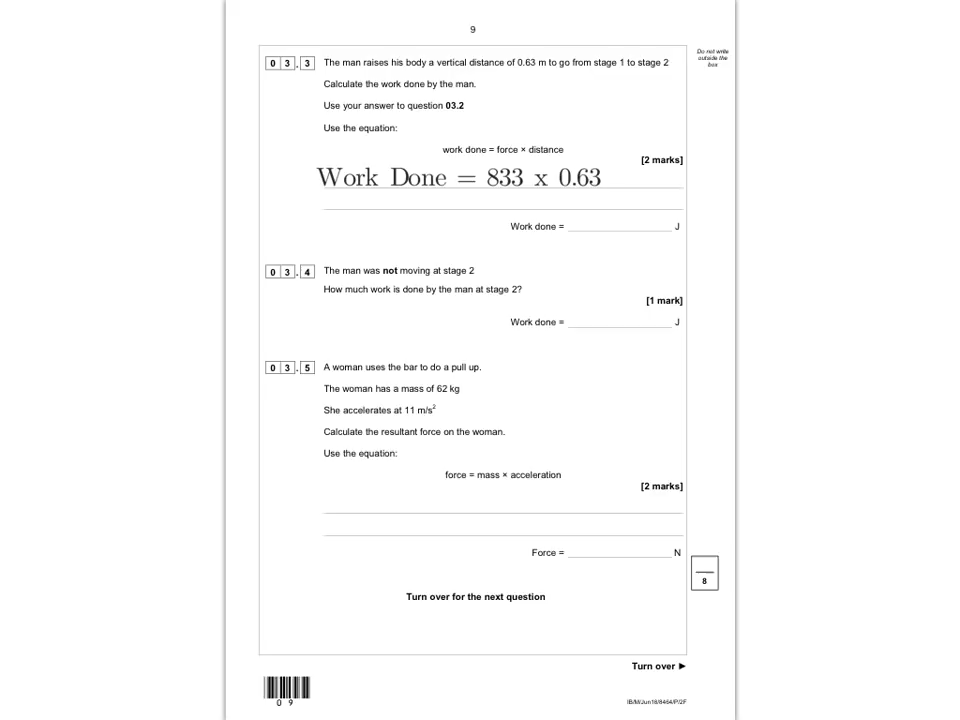 9
Do not write
outside the
box
0 3 . 3 The man raises his body a vertical distance of 0.63 m to go from stage 1 to stage 2
Calculate the work done by the man.
Use your answer to question 03.2
Use the equation:
work done = force × distance
[2 marks]
Work Done = 833 x 0.63
Work done = ____ J
0 3 . 4 The man was not moving at stage 2
How much work is done by the man at stage 2?
[1 mark]
Work done = ____ J
0 3 . 5 A woman uses the bar to do a pull up.
The woman has a mass of 62 kg
She accelerates at 11 m/s²
Calculate the resultant force on the woman.
Use the equation:
force = mass × acceleration
[2 marks]
Force = ____ N
8
Turn over for the next question
Turn over ►
0 9
IB/M/Jun18/8464/P/2F